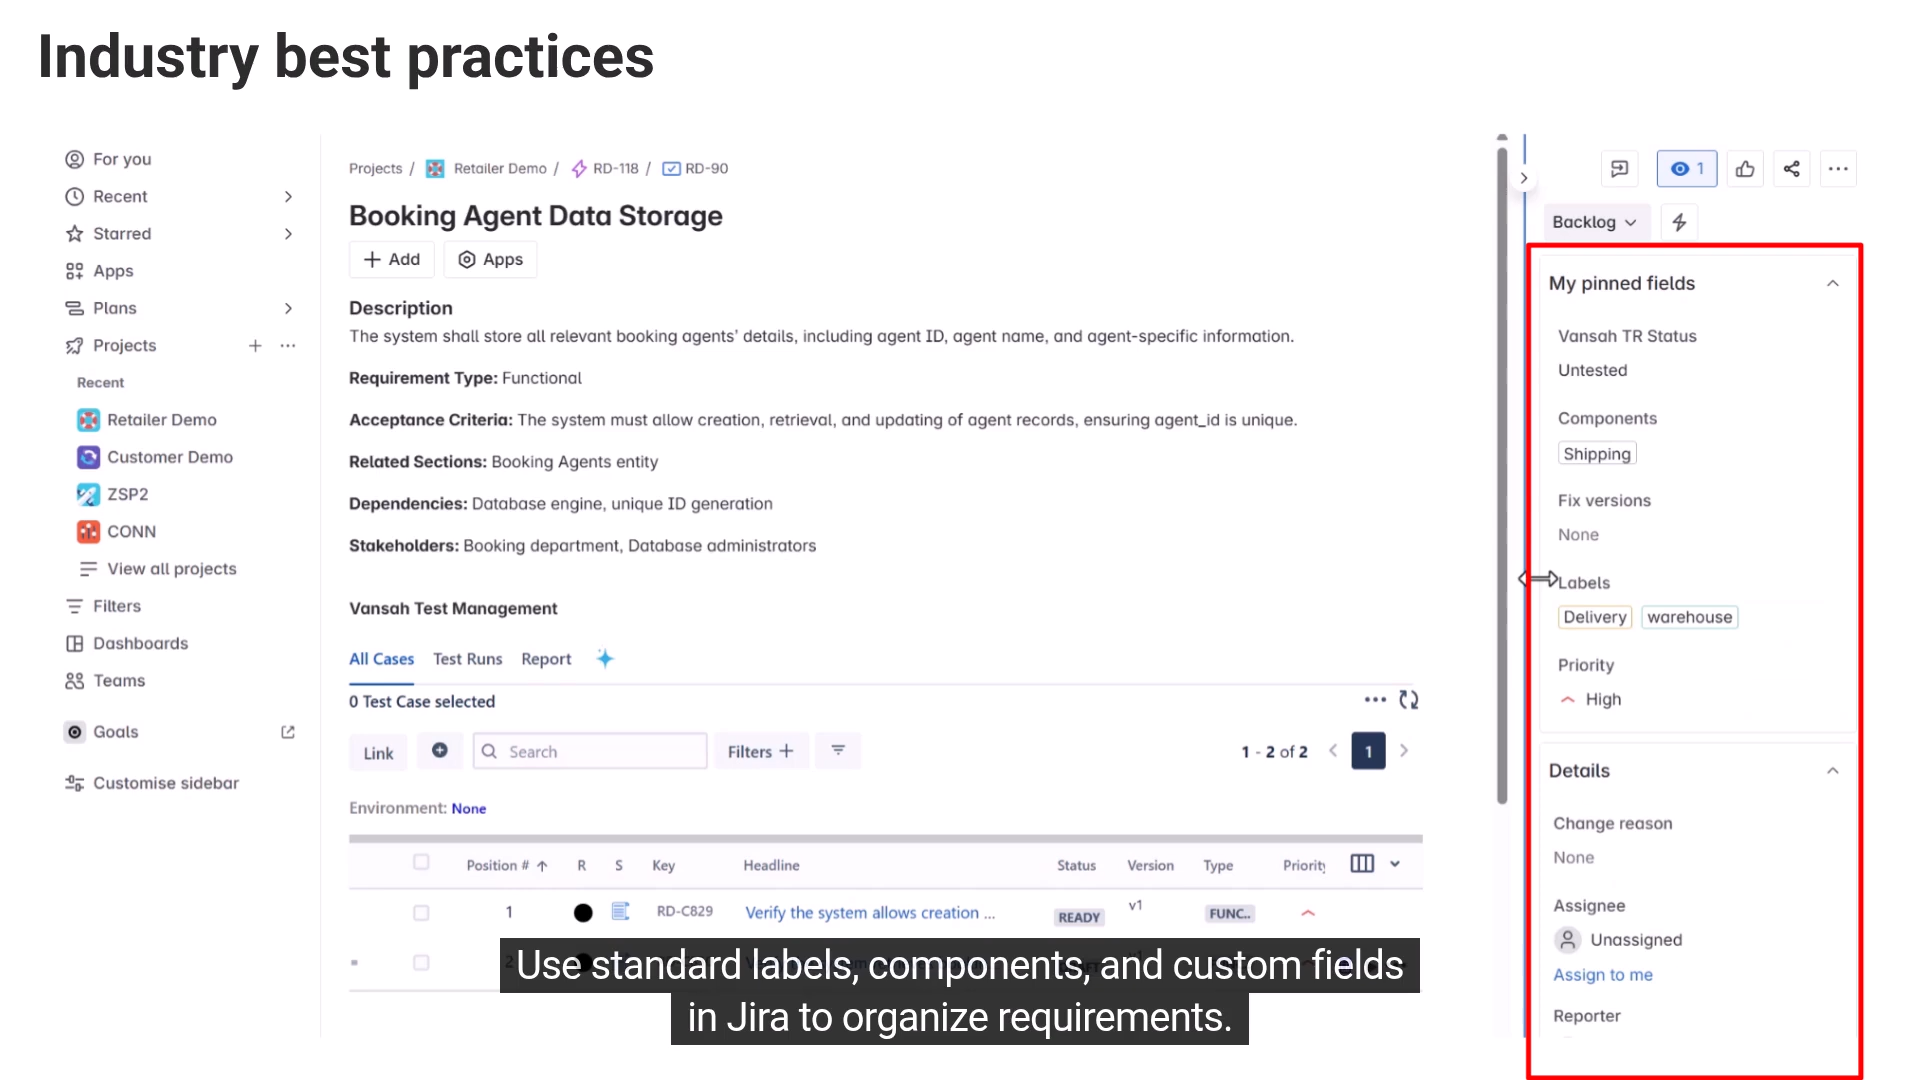 Industry best practices
For you
Recent
Starred
Apps
Plans
Projects
Recent
Retailer Demo
Customer Demo
ZSP2
CONN
View all projects
Filters
Dashboards
Teams
Goals
Customise sidebar
Projects / Retailer Demo / RD-118 / RD-90
Booking Agent Data Storage
Add
Apps
Description
The system shall store all relevant booking agents' details, including agent ID, agent name, and agent-specific information.
Requirement Type: Functional
Acceptance Criteria: The system must allow creation, retrieval, and updating of agent records, ensuring agent_id is unique.
Related Sections: Booking Agents entity
Dependencies: Database engine, unique ID generation
Stakeholders: Booking department, Database administrators
Vansah Test Management
All Cases Test Runs Report
0 Test Case selected
Link Search Filters + 1 - 2 of 2 1
Environment: None
Position # R S Key Headline Status Version Type Priority
1 RD-C829 Verify the system allows creation ... READY v1 FUNC..
2
Use standard labels, components, and custom fields
in Jira to organize requirements.
1
Backlog
My pinned fields
Vansah TR Status
Untested
Components
Shipping
Fix versions
None
Labels
Delivery warehouse
Priority
High
Details
Change reason
None
Assignee
Unassigned
Assign to me
Reporter